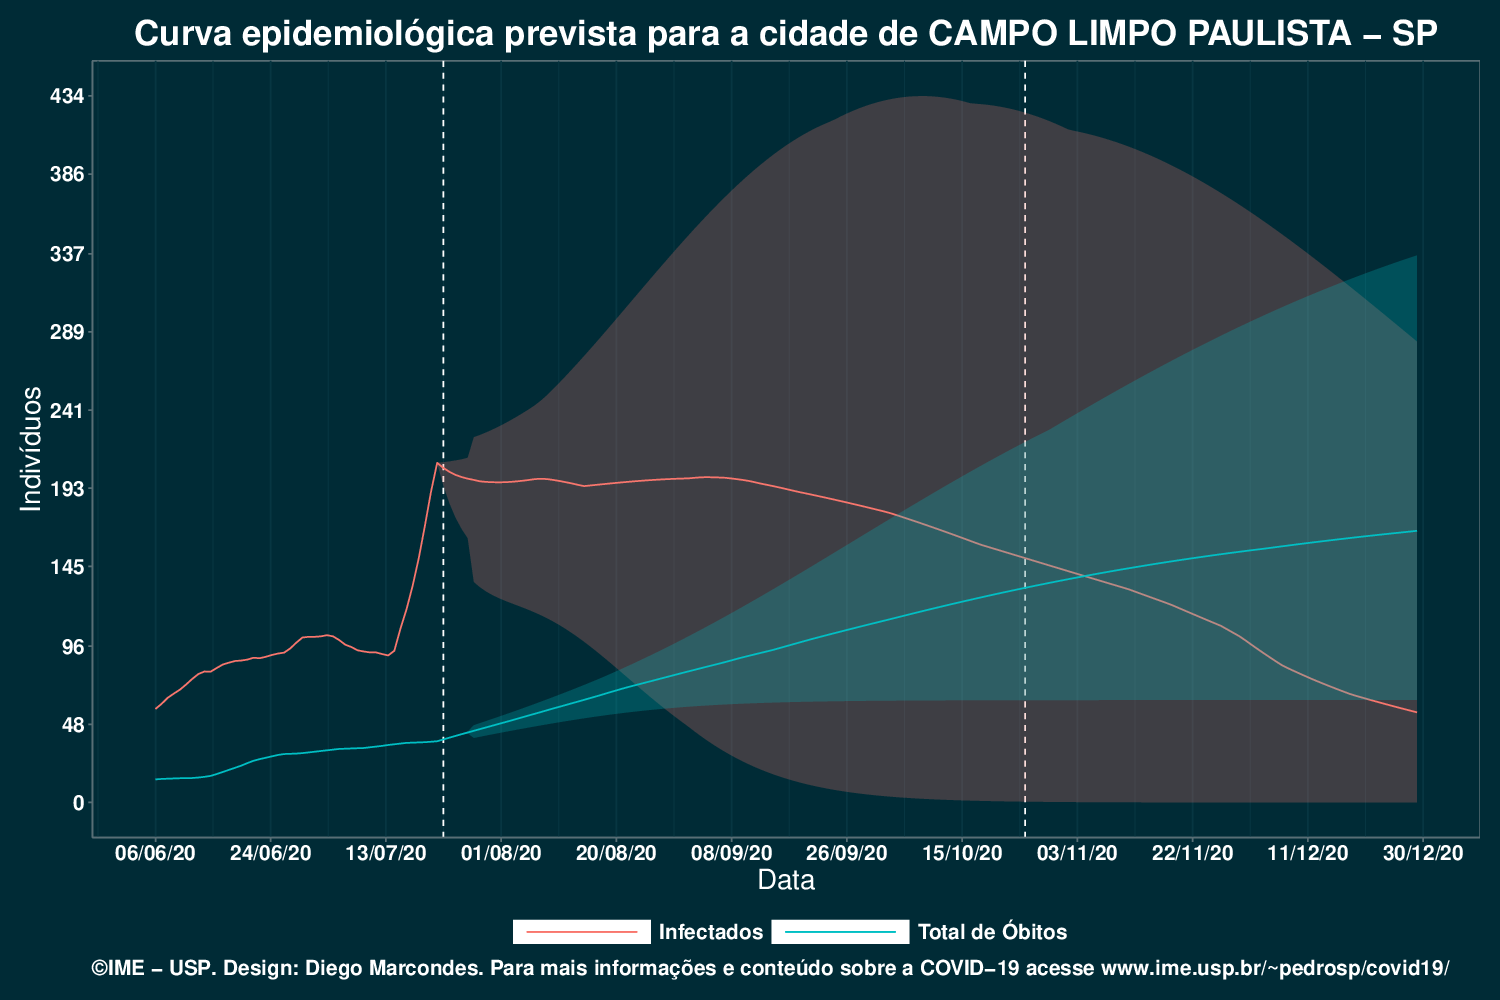 Curva epidemiológica prevista para a cidade de CAMPO LIMPO PAULISTA – SP
434
386
337
289
241
193
145
96
48
0
Indivíduos
06/06/20 24/06/20 13/07/20 01/08/20 20/08/20 08/09/20 26/09/20 15/10/20 03/11/20 22/11/20 11/12/20 30/12/20
Data
Infectados Total de Óbitos
©IME – USP. Design: Diego Marcondes. Para mais informações e conteúdo sobre a COVID–19 acesse www.ime.usp.br/~pedrosp/covid19/